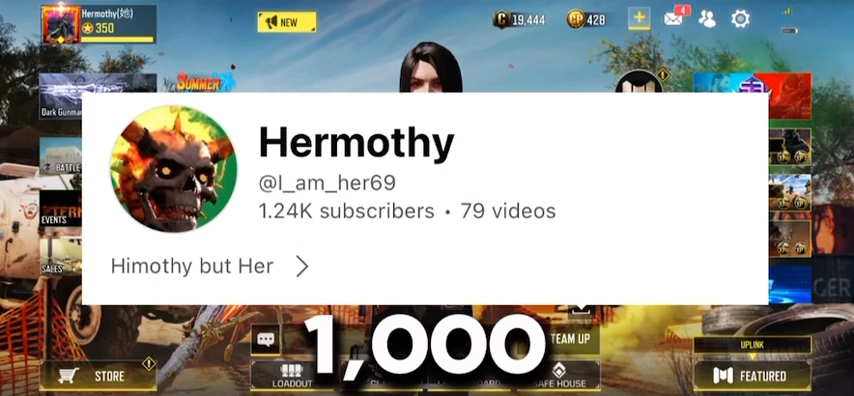 Hermothy(她)
350
NEW
19,444
CP 428
4
SUMMER
Dark Gunman
BATTLE
EVENTS
SALES
Hermothy
@I_am_her69
1.24K subscribers • 79 videos
Himothy but Her
1,000
TEAM UP
UPLINK
STORE
LOADOUT
SAFE HOUSE
FEATURED